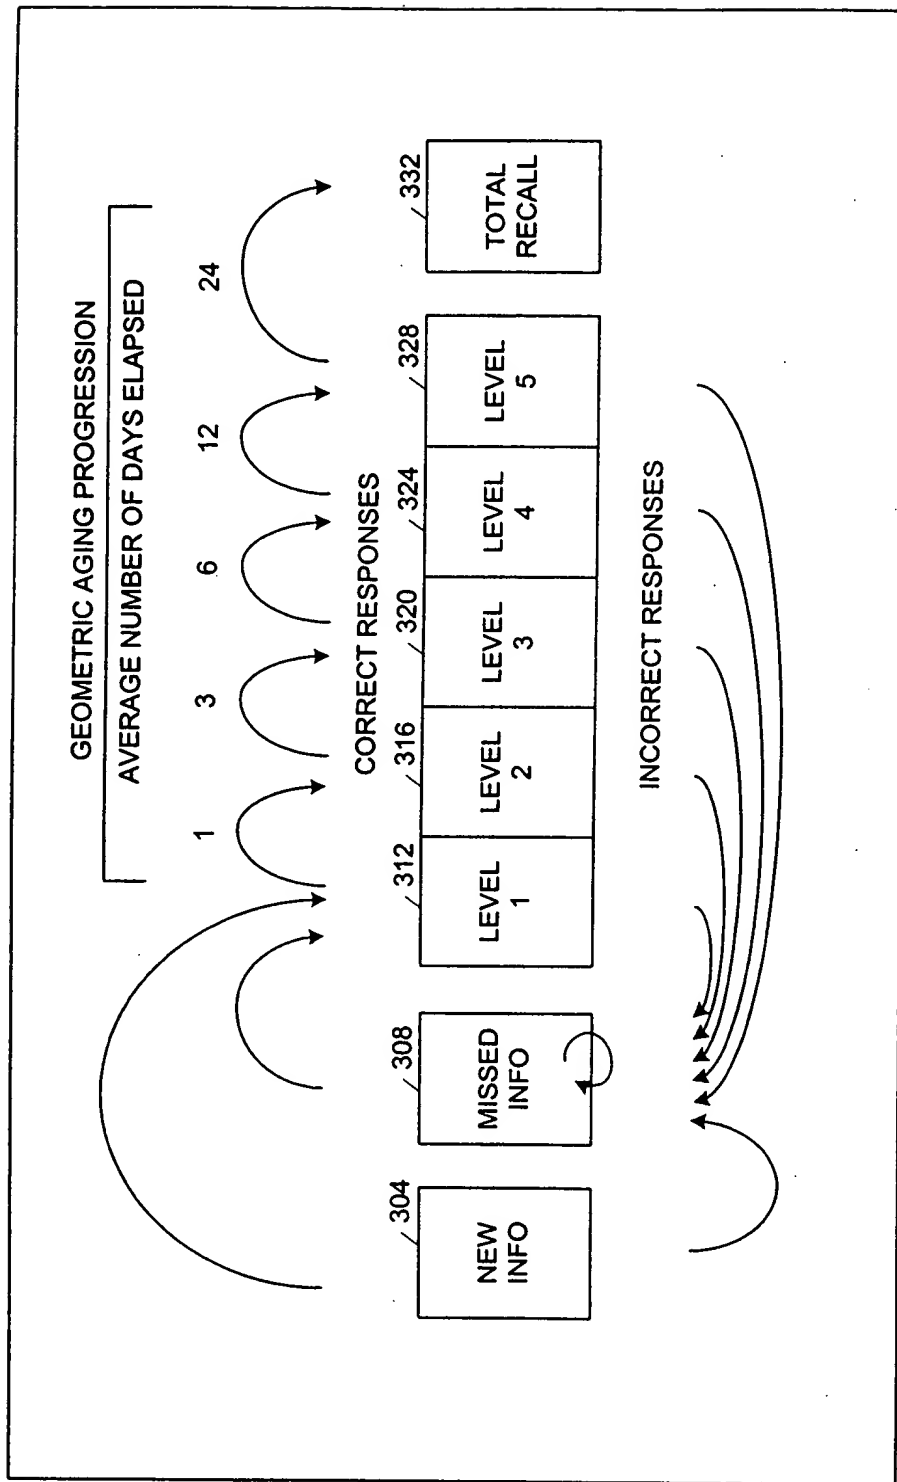 GEOMETRIC AGING PROGRESSION
AVERAGE NUMBER OF DAYS ELAPSED
1
3
6
12
24
CORRECT RESPONSES
304
308
312
316
320
324
328
332
NEW
INFO
MISSED
INFO
LEVEL
1
LEVEL
2
LEVEL
3
LEVEL
4
LEVEL
5
TOTAL
RECALL
INCORRECT RESPONSES